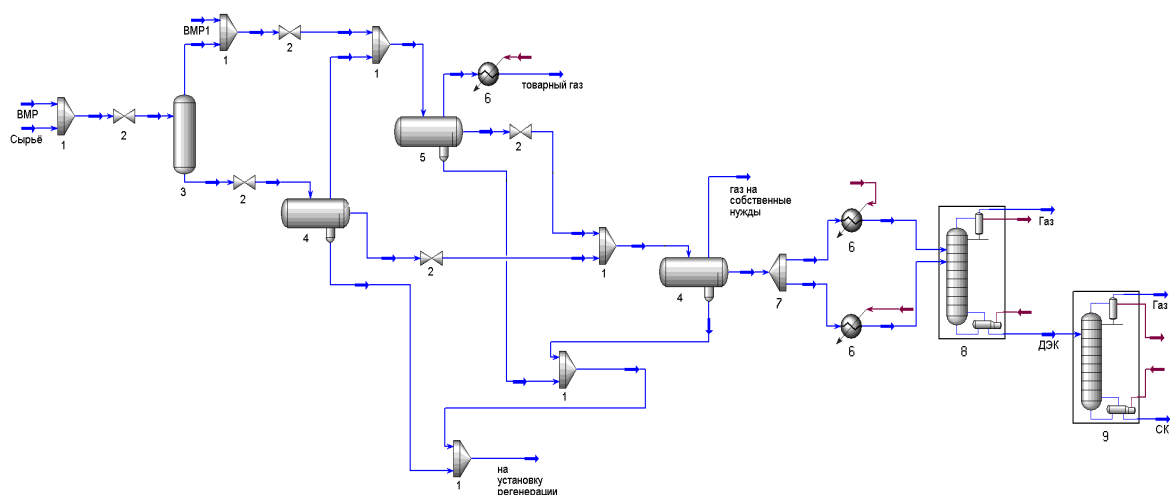 ВМР1
1
2
1
6
товарный газ
ВМР
Сырьё
1
2
3
2
5
2
4
2
газ на
собственные
нужды
1
4
7
6
6
Газ
8
ДЭК
Газ
9
СК
1
1
на
установку
регенерации